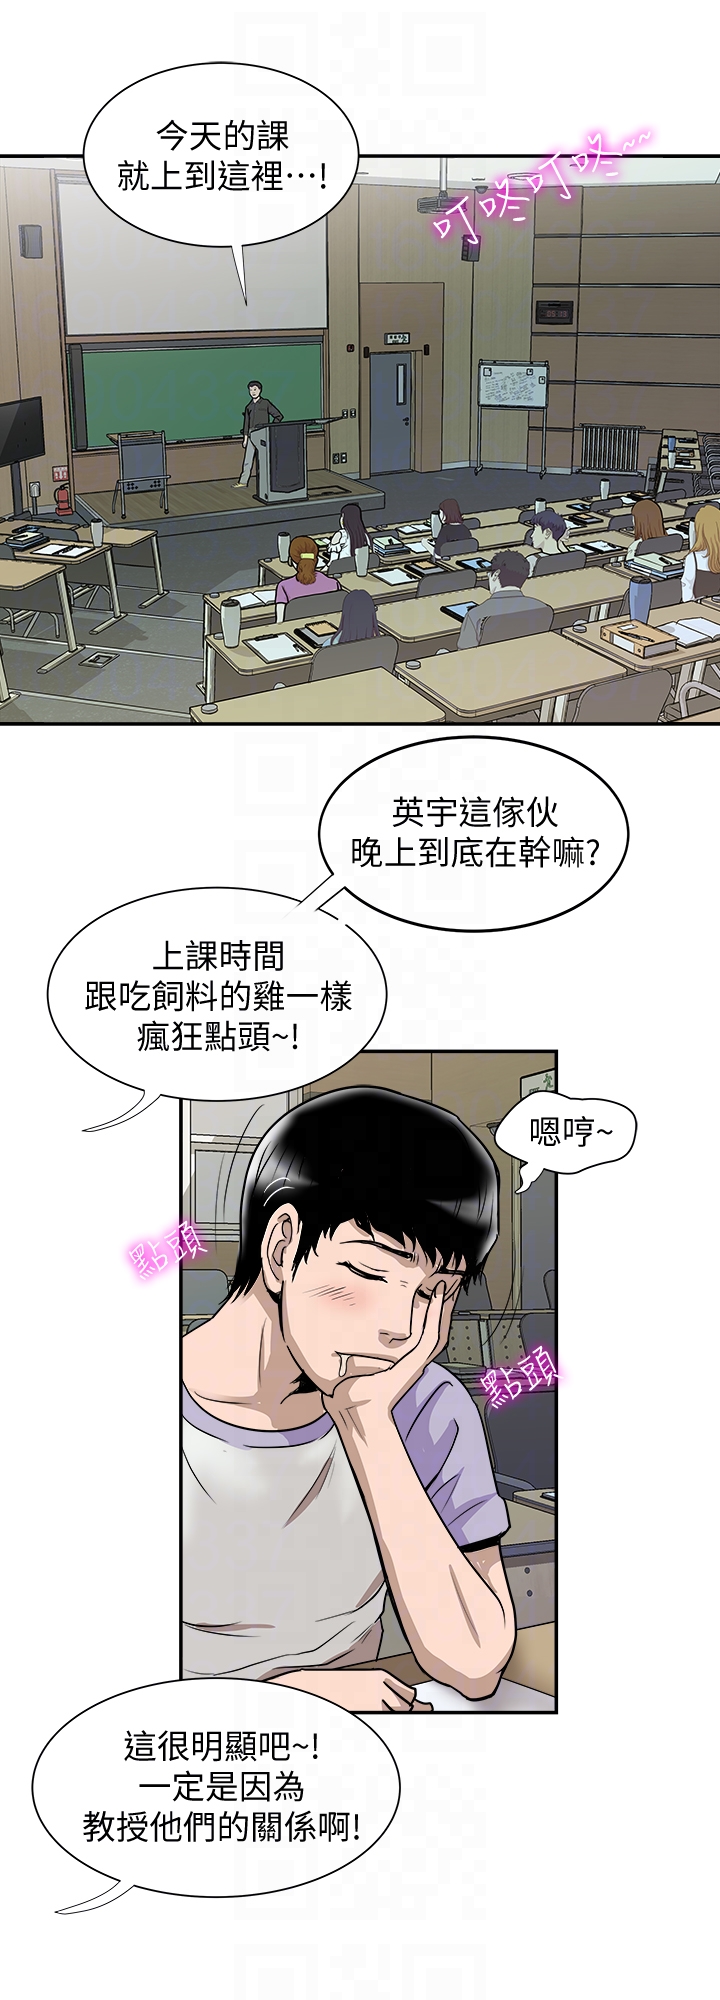 今天的課
就上到這裡…!
叮咚叮咚~~
05:13
英宇這傢伙
晚上到底在幹嘛?
上課時間
跟吃飼料的雞一樣
瘋狂點頭~!
嗯哼~
點頭
點頭
這很明顯吧~!
一定是因為
教授他們的關係啊!